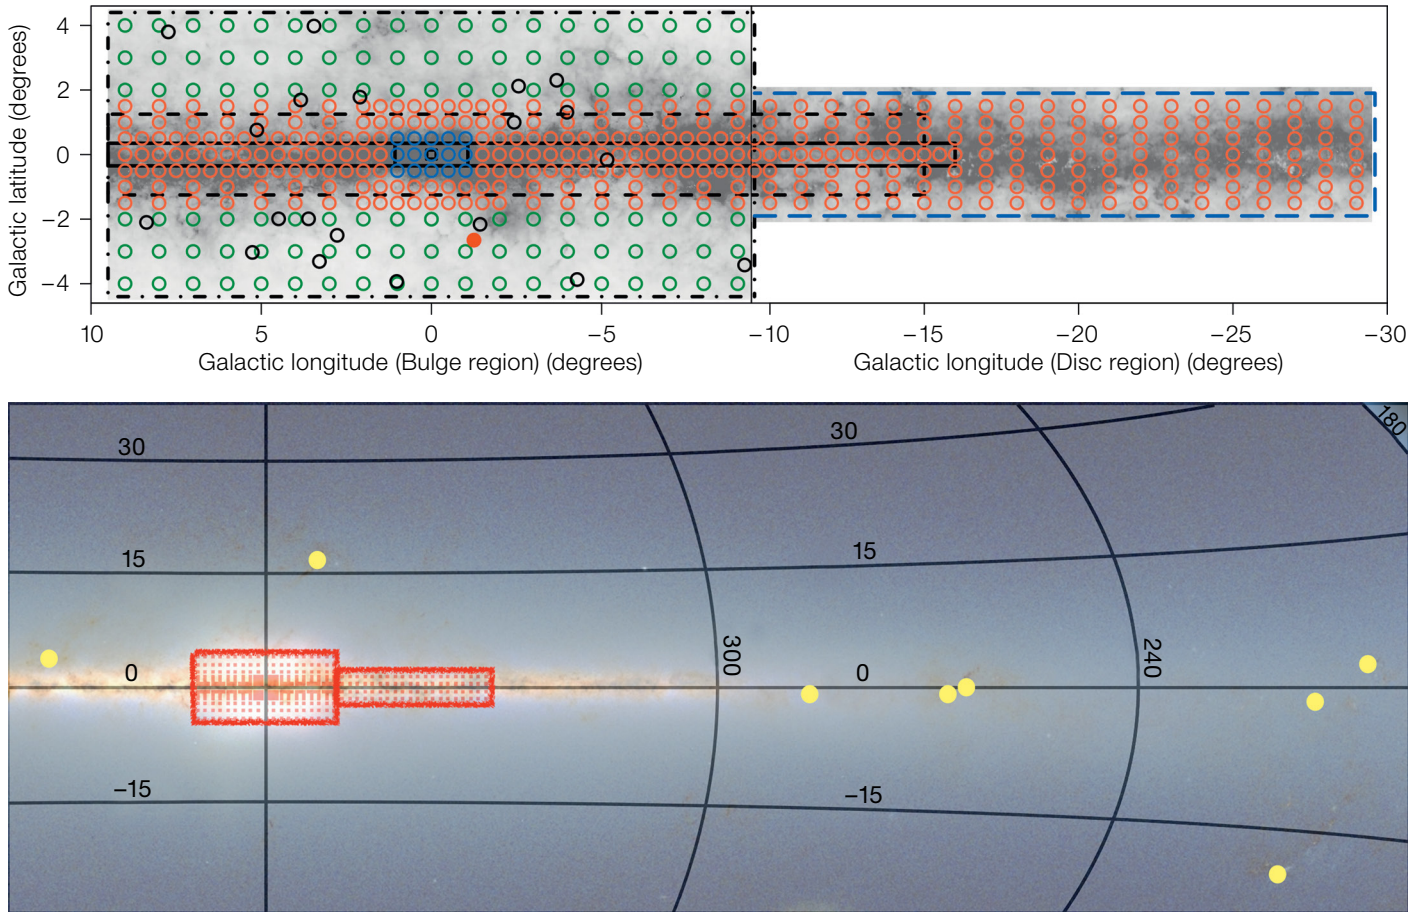 Galactic latitude (degrees)
4
2
0
−2
−4
10 5 0 −5 −10 −15 −20 −25 −30
Galactic longitude (Bulge region) (degrees) Galactic longitude (Disc region) (degrees)
180
30 30
15 15
0 300 0 240
−15 −15